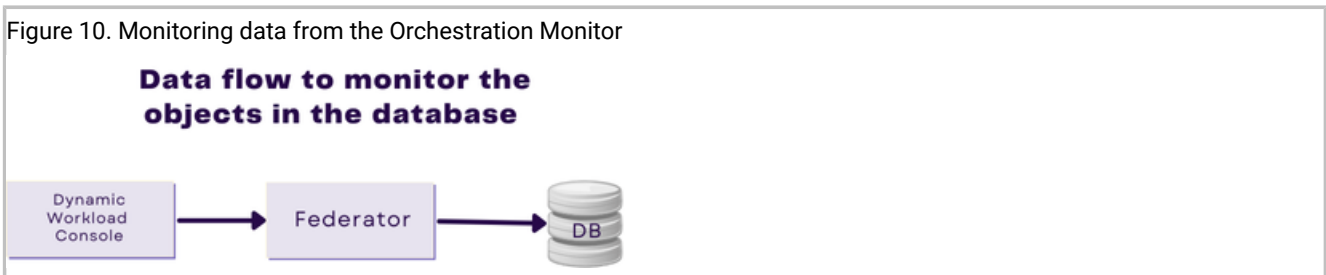 Figure 10. Monitoring data from the Orchestration Monitor
Data flow to monitor the
objects in the database
Dynamic
Workload
Console
Federator
DB